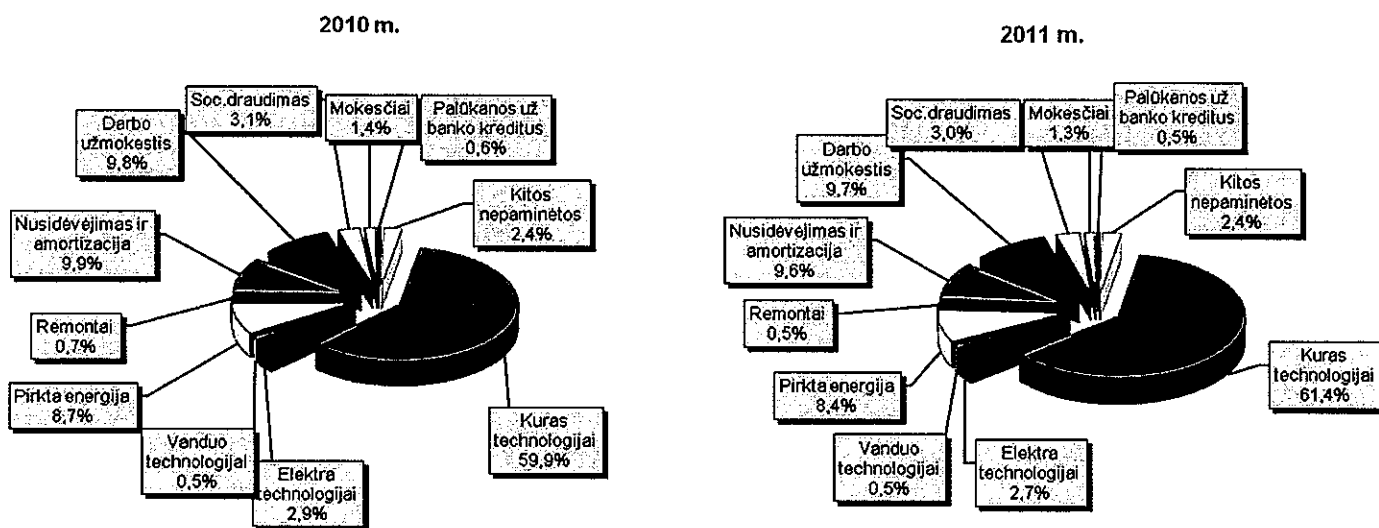 2010 m.
Soc.draudimas
3,1%
Mokesčiai
1,4%
Palūkanos už
banko kreditus
0,6%
Darbo
užmokestis
9,8%
Kitos
nepaminėtos
2,4%
Nusidėvėjimas ir
amortizacija
9,9%
Remontai
0,7%
Pirkta energija
8,7%
Vanduo
technologijai
0,5%
Elektra
technologijai
2,9%
Kuras
technologijai
59,9%
2011 m.
Soc.draudimas
3,0%
Mokesčiai
1,3%
Palūkanos už
banko kreditus
0,5%
Darbo
užmokestis
9,7%
Kitos
nepaminėtos
2,4%
Nusidėvėjimas ir
amortizacija
9,6%
Remontai
0,5%
Pirkta energija
8,4%
Vanduo
technologijai
0,5%
Elektra
technologijai
2,7%
Kuras
technologijai
61,4%